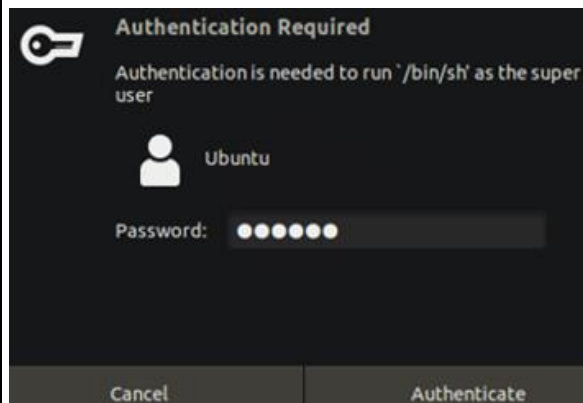 Authentication Required
Authentication is needed to run `/bin/sh' as the super
user
Ubuntu
Password: ●●●●●●
Cancel Authenticate